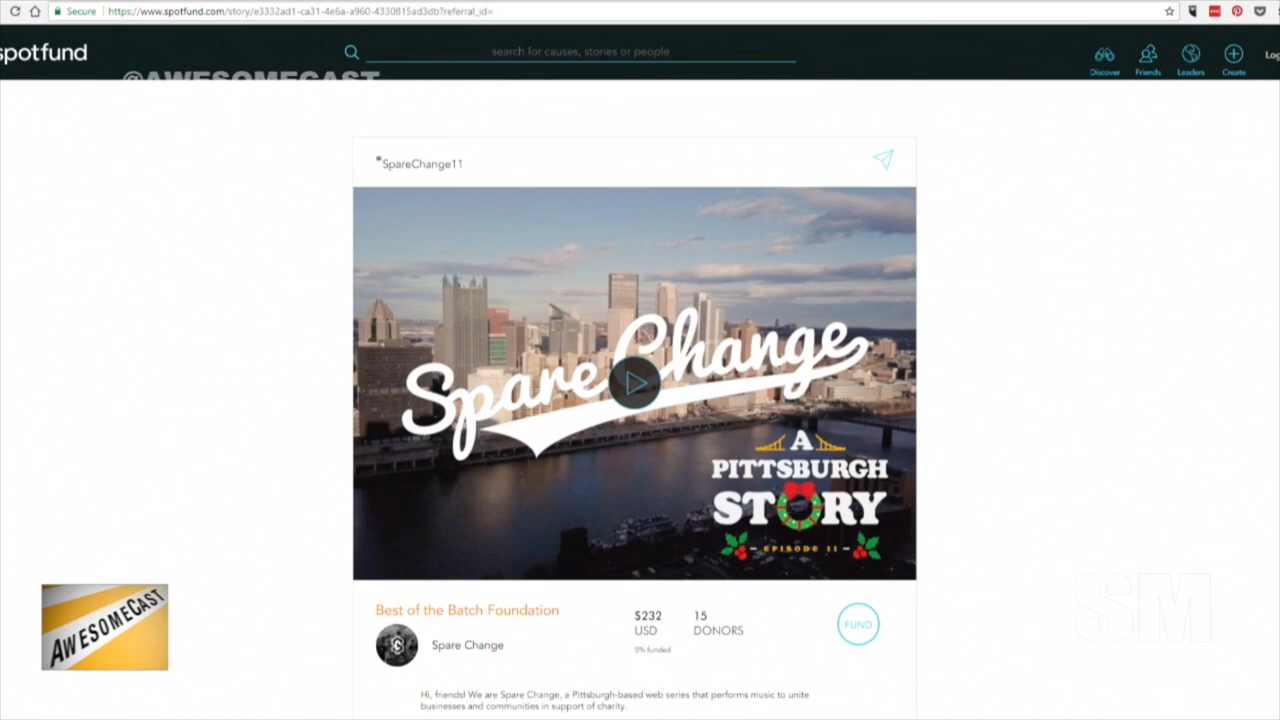 Secure
https://www.spotfund.com/story/e3332ad1-ca31-4e6a-a960-4330815ad3db?referral_id=
spotfund
search for causes, stories or people
Discover
Friends
Leaders
Create
Log
@AWESOMECAST
*SpareChange11
Spare Change
A
PITTSBURGH
STORY
- EPISODE 11 -
Best of the Batch Foundation
Spare Change
$232
USD
5% funded
15
DONORS
FUND
Hi, friends! We are Spare Change, a Pittsburgh-based web series that performs music to unite
businesses and communities in support of charity.
AWESOMECAST
SM